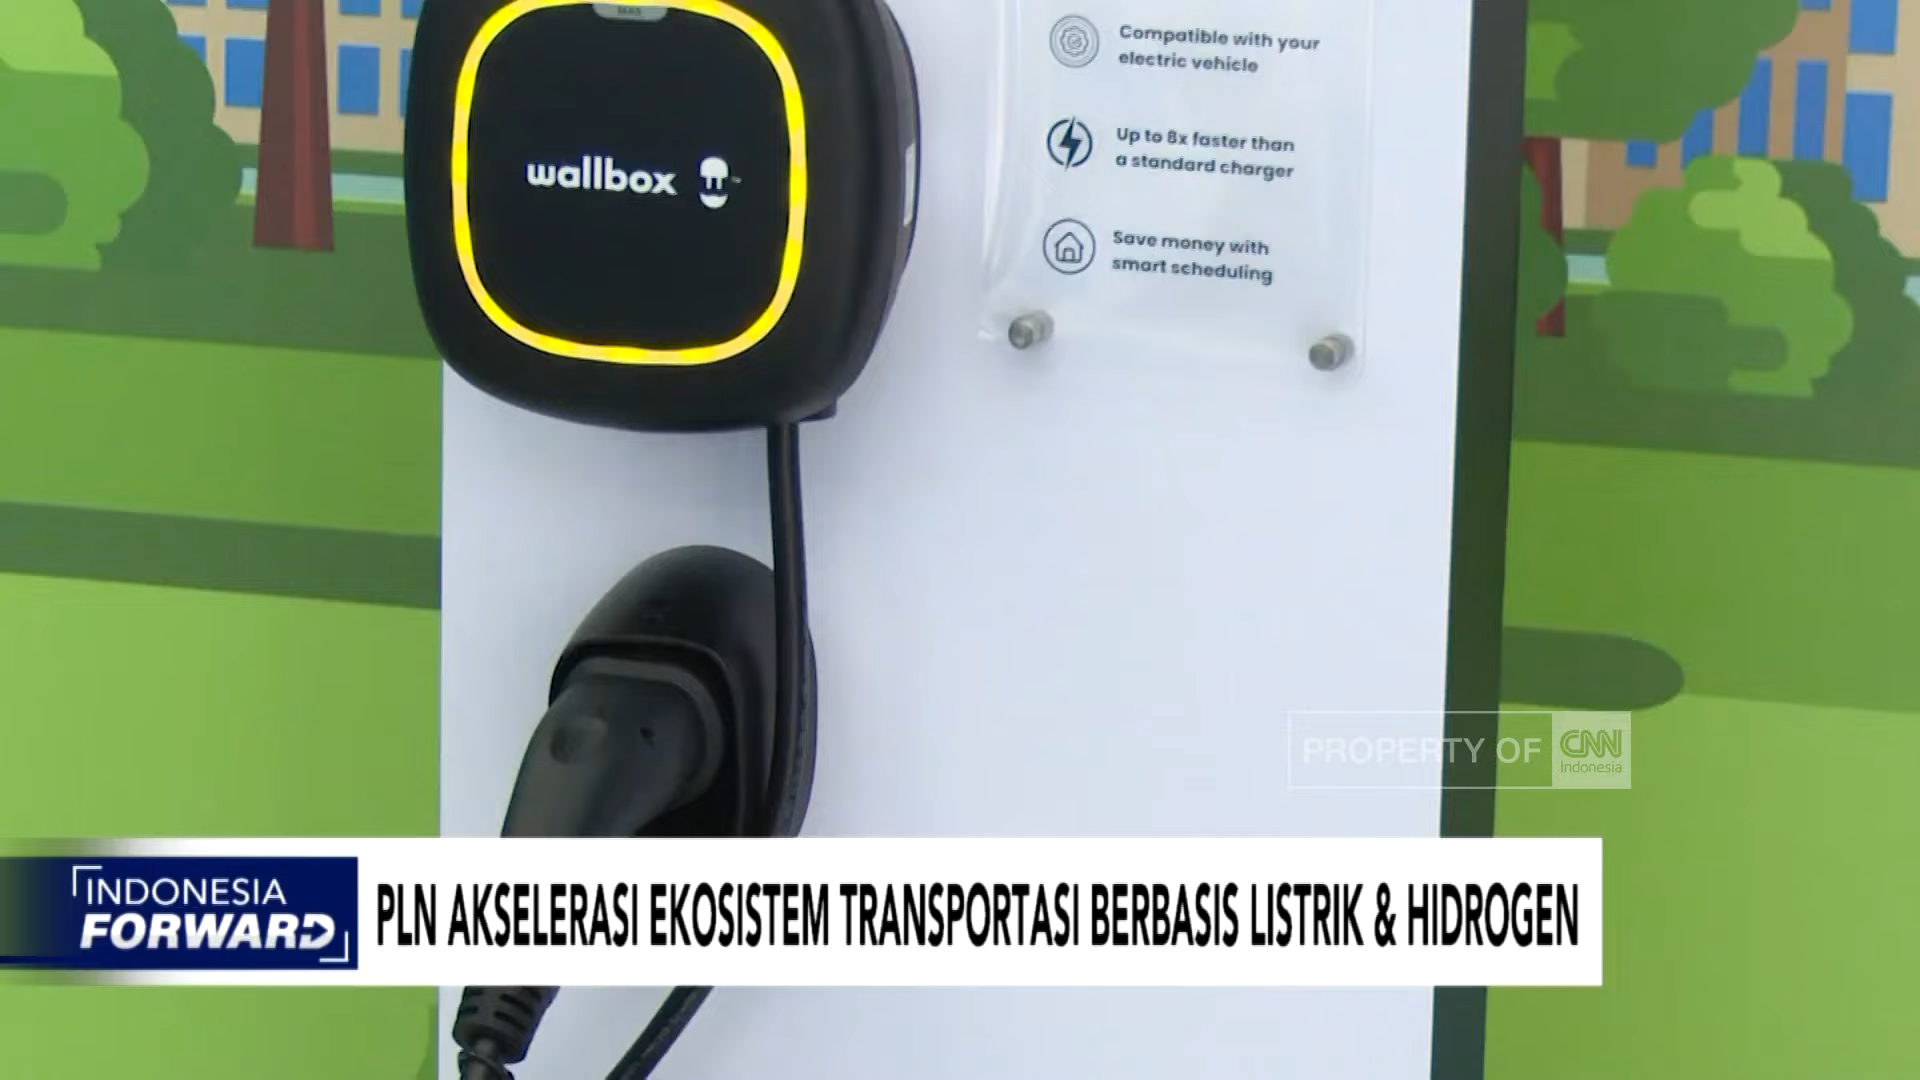 Compatible with your
electric vehicle
wallbox
Up to 8x faster than
a standard charger
Save money with
smart scheduling
PROPERTY OF CNN
Indonesia
INDONESIA
FORWARD
PLN AKSELERASI EKOSISTEM TRANSPORTASI BERBASIS LISTRIK & HIDROGEN